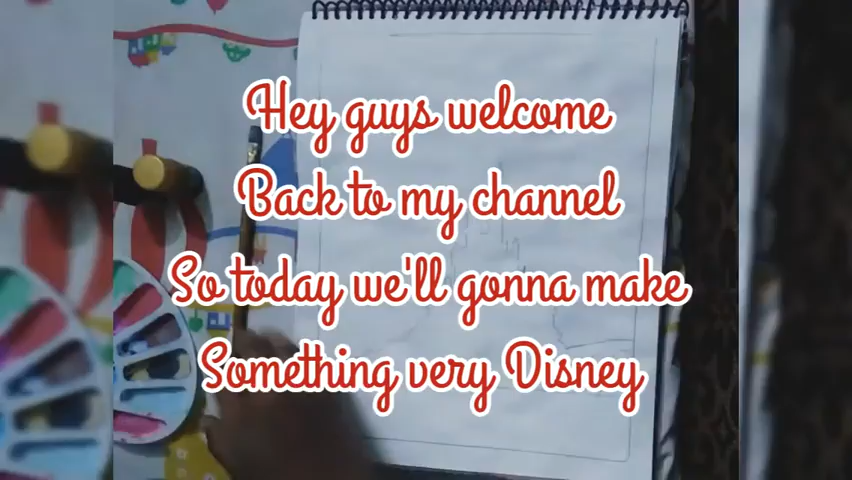 Hey guys welcome
Back to my channel
So today we'll gonna make
Something very Disney